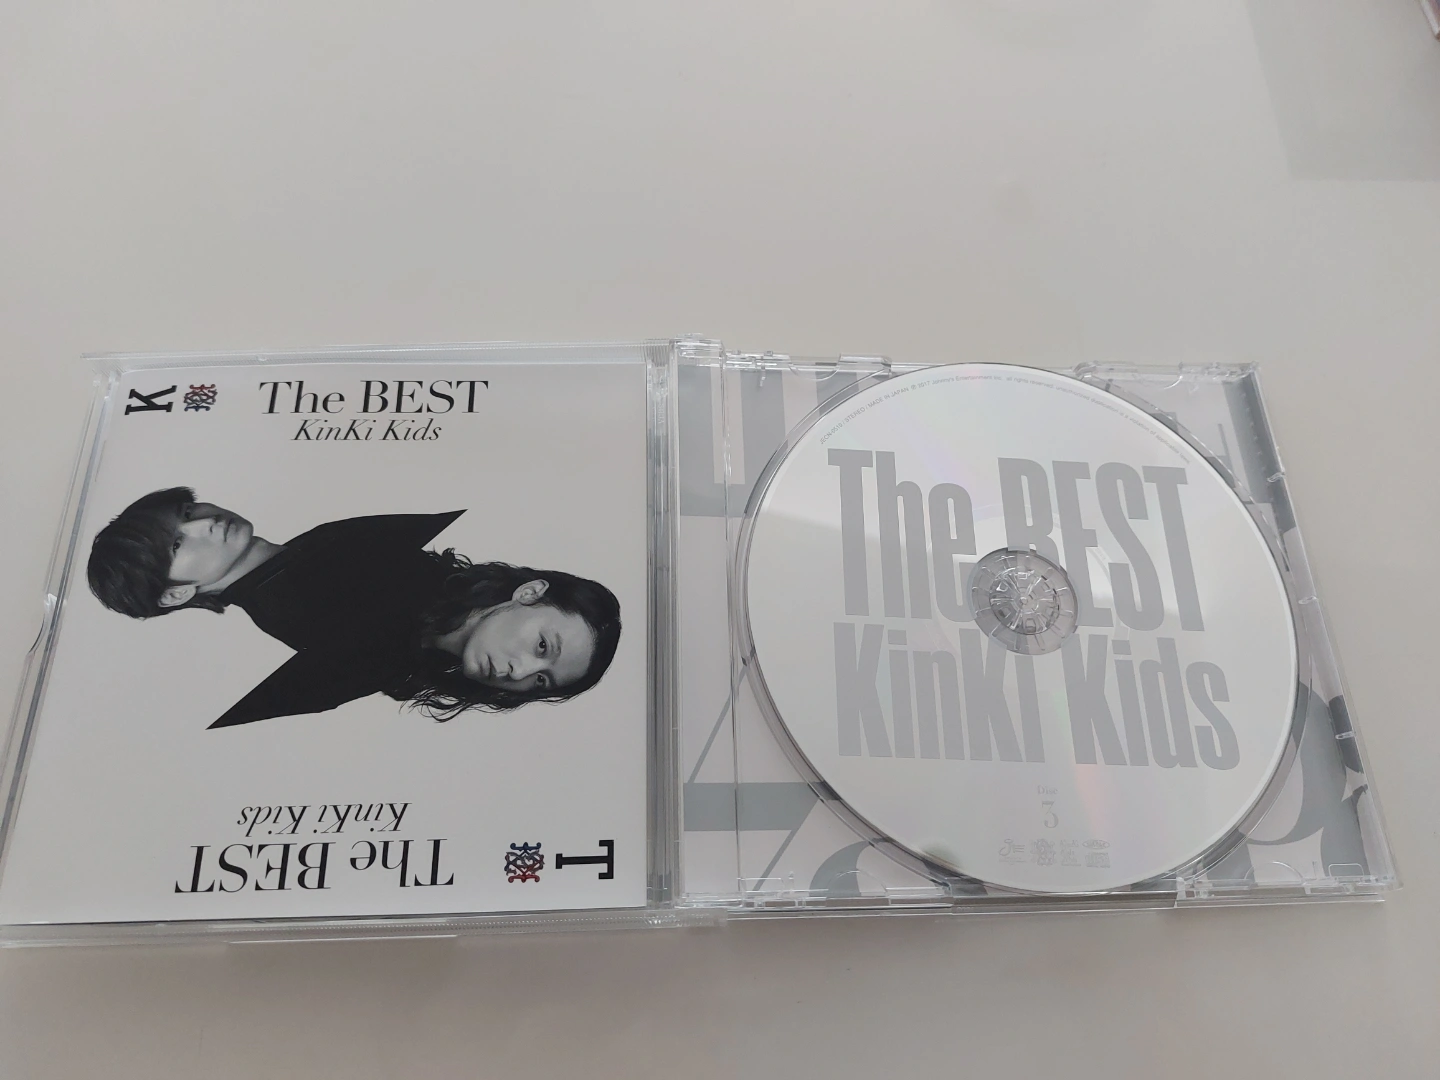 K
The BEST
KinKi Kids
KinKi Kids
The BEST
T
The BEST
KinKi Kids
Disc
3